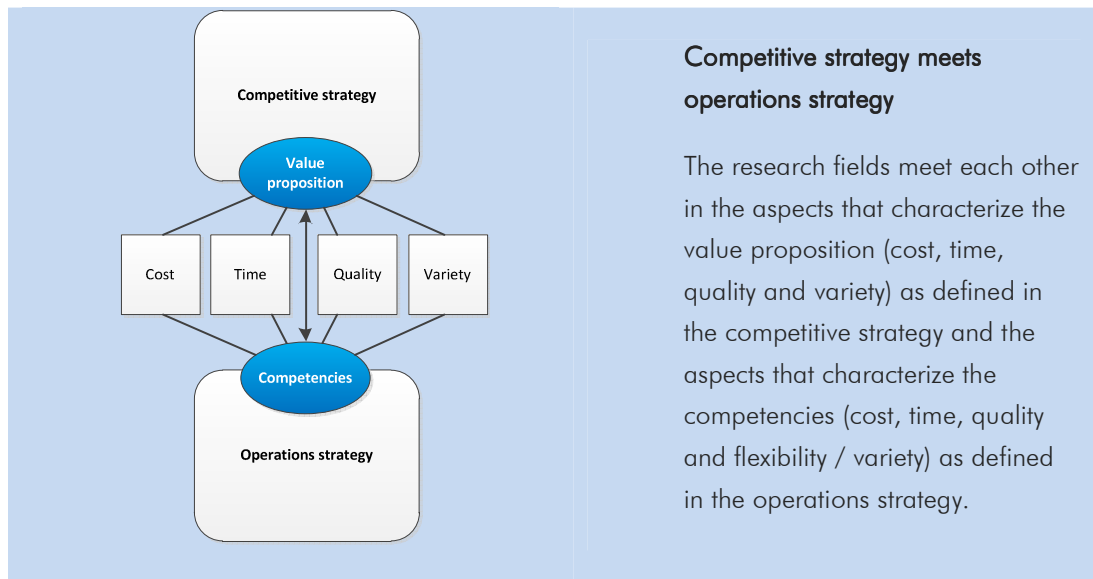 Competitive strategy
Value
proposition
Cost
Time
Quality
Variety
Competencies
Operations strategy
Competitive strategy meets
operations strategy
The research fields meet each other
in the aspects that characterize the
value proposition (cost, time,
quality and variety) as defined in
the competitive strategy and the
aspects that characterize the
competencies (cost, time, quality
and flexibility / variety) as defined
in the operations strategy.